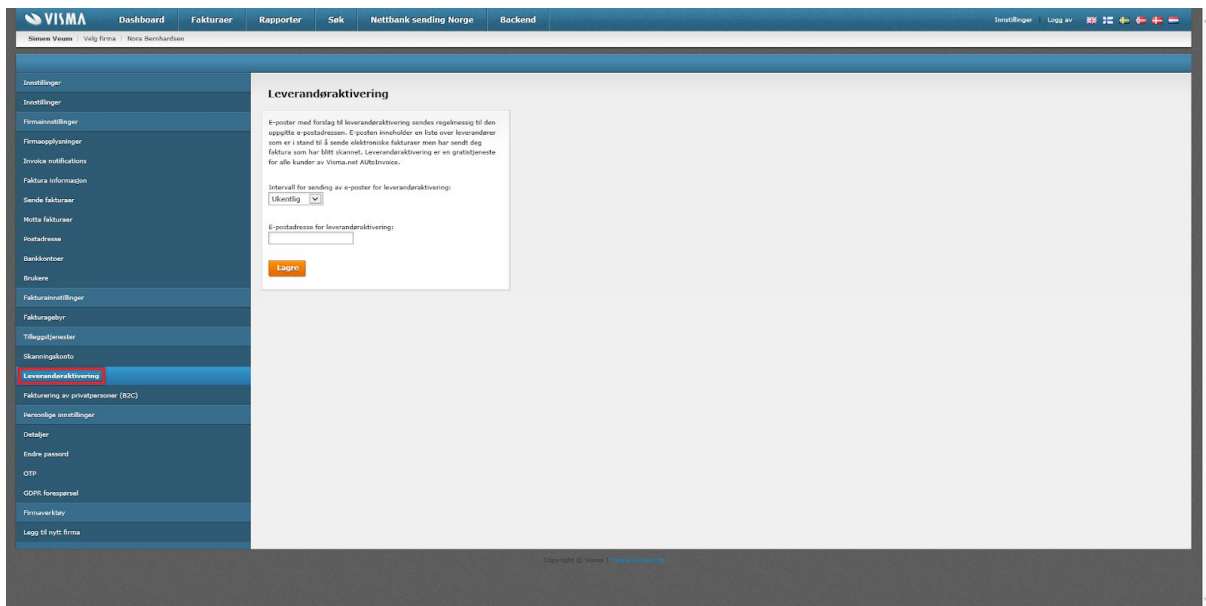 VISMA Dashboard Fakturaer Rapporter Søk Nettbank sending Norge Backend Innstillinger Logg av
Simen Veum Velg firma Nora Bernhardsen
Innstillinger
Innstillinger
Firmainnstillinger
Firmaopplysninger
Invoice notifications
Faktura informasjon
Sende fakturaer
Motta fakturaer
Postadresse
Bankkontoer
Brukere
Fakturainnstillinger
Fakturagebyr
Tilleggstjenester
Skanningskonto
Leverandøraktivering
Fakturering av privatpersoner (B2C)
Personlige innstillinger
Detaljer
Endre passord
OTP
GDPR forespørsel
Firmaverktøy
Legg til nytt firma
Leverandøraktivering
E-poster med forslag til leverandøraktivering sendes regelmessig til den
oppgitte e-postadressen. E-posten inneholder en liste over leverandører
som er i stand til å sende elektroniske fakturaer men har sendt deg
faktura som har blitt skannet. Leverandøraktivering er en gratistjeneste
for alle kunder av Visma.net AutoInvoice.
Intervall for sending av e-poster for leverandøraktivering:
Ukentlig
E-postadresse for leverandøraktivering:
Lagre
Copyright © Visma |